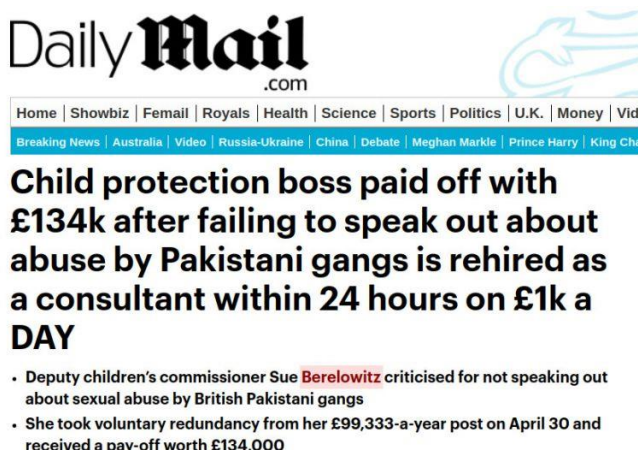 Daily Mail
.com
Home | Showbiz | Femail | Royals | Health | Science | Sports | Politics | U.K. | Money |
Breaking News | Australia | Video | Russia-Ukraine | China | Debate | Meghan Markle | Prince Harry | King
Child protection boss paid off with
£134k after failing to speak out about
abuse by Pakistani gangs is rehired as
a consultant within 24 hours on £1k a
DAY
• Deputy children's commissioner Sue Berelowitz criticised for not speaking out
about sexual abuse by British Pakistani gangs
• She took voluntary redundancy from her £99,333-a-year post on April 30 and
received a pay-off worth £134,000